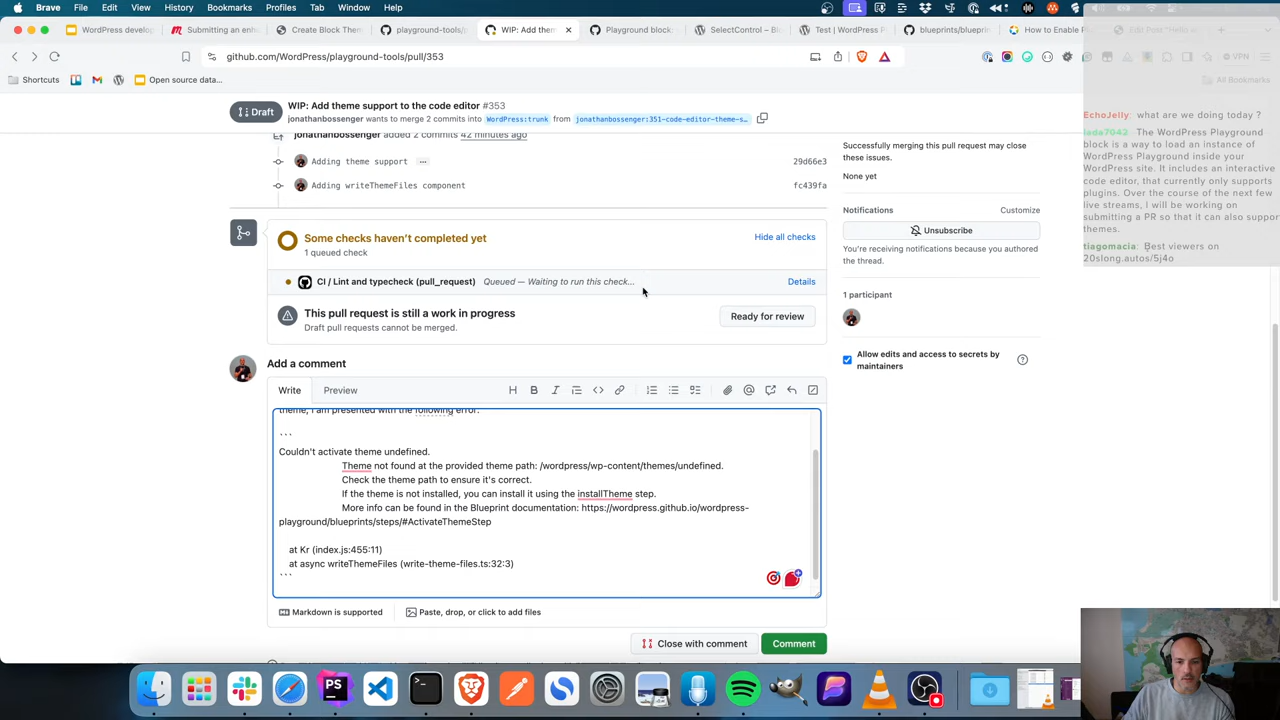 Brave File Edit View History Bookmarks Profiles Tab Window Help
WordPress develop
Submitting an enh
Create Block Them
playground-tools/p
WIP: Add them
Playground block
SelectControl – Bl
Test | WordPress P
blueprints/blueprin
How to Enable
Edit Post "Hello w
github.com/WordPress/playground-tools/pull/353
VPN
Shortcuts
Open source data...
All Bookmarks
Draft
WIP: Add theme support to the code editor #353
jonathanbossenger wants to merge 2 commits into WordPress:trunk from jonathanbossenger:351-code-editor-theme-s...
jonathanbossenger added 2 commits 42 minutes ago
Adding theme support ... 29d66e3
Adding writeThemeFiles component fc439fa
Some checks haven't completed yet
1 queued check
Hide all checks
CI / Lint and typecheck (pull_request) Queued — Waiting to run this check... Details
This pull request is still a work in progress
Draft pull requests cannot be merged.
Ready for review
Add a comment
Write Preview
theme, I am presented with the following error:
```
Couldn't activate theme undefined.
Theme not found at the provided theme path: /wordpress/wp-content/themes/undefined.
Check the theme path to ensure it's correct.
If the theme is not installed, you can install it using the installTheme step.
More info can be found in the Blueprint documentation: https://wordpress.github.io/wordpress-
playground/blueprints/steps/#ActivateThemeStep
at Kr (index.js:455:11)
at async writeThemeFiles (write-theme-files.ts:32:3)
```
Markdown is supported
Paste, drop, or click to add files
Close with comment
Comment
Successfully merging this pull request may close
these issues.
None yet
Notifications Customize
Unsubscribe
You're receiving notifications because you authored
the thread.
1 participant
Allow edits and access to secrets by
maintainers
EchoJelly: what are we doing today ?
The WordPress Playground
block is a way to load an instance of
WordPress Playground inside your
WordPress site. It includes an interactive
code editor, that currently only supports
plugins. Over the course of the next few
live streams, I will be working on
submitting a PR so that it can also support
themes.
tiagomacia: Best viewers on
20slong.autos/5j4o